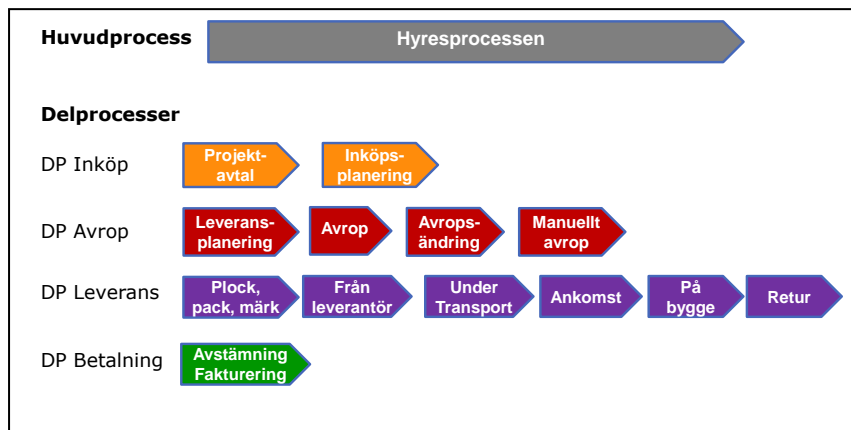 Huvudprocess
Hyresprocessen
Delprocesser
DP Inköp
Projekt-
avtal
Inköps-
planering
DP Avrop
Leverans-
planering
Avrop
Avrops-
ändring
Manuellt
avrop
DP Leverans
Plock,
pack, märk
Från
leverantör
Under
Transport
Ankomst
På
bygge
Retur
DP Betalning
Avstämning
Fakturering